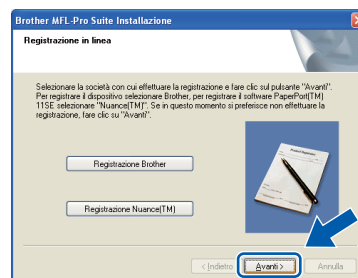 Brother MFL-Pro Suite Installazione
Registrazione in linea
Selezionare la società con cui effettuare la registrazione e fare clic sul pulsante "Avanti".
Per registrare il dispositivo selezionare Brother, per registrare il software PaperPort(TM)
11SE selezionare "Nuance(TM)". Se in questo momento si preferisce non effettuare la
registrazione, fare clic su "Avanti".
Registrazione Brother
Registrazione Nuance(TM)
< Indietro
Avanti >
Annulla